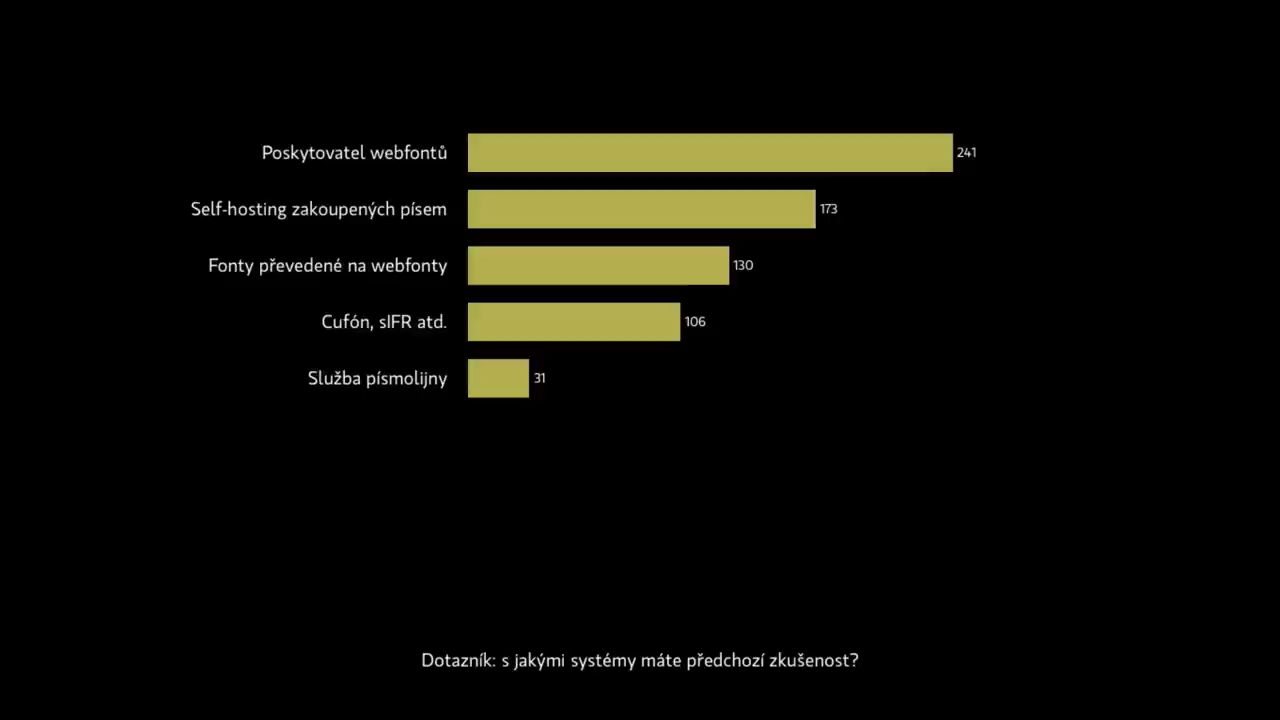 Poskytovatel webfontů 241
Self-hosting zakoupených písem 173
Fonty převedené na webfonty 130
Cufón, sIFR atd. 106
Služba písmolijny 31
Dotazník: s jakými systémy máte předchozí zkušenost?